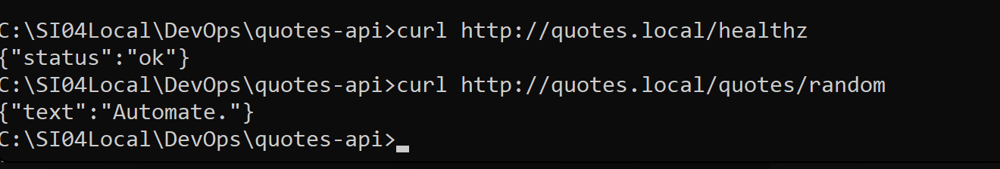 C:\SI04Local\DevOps\quotes-api>curl http://quotes.local/healthz
{"status":"ok"}
C:\SI04Local\DevOps\quotes-api>curl http://quotes.local/quotes/random
{"text":"Automate."}
C:\SI04Local\DevOps\quotes-api>